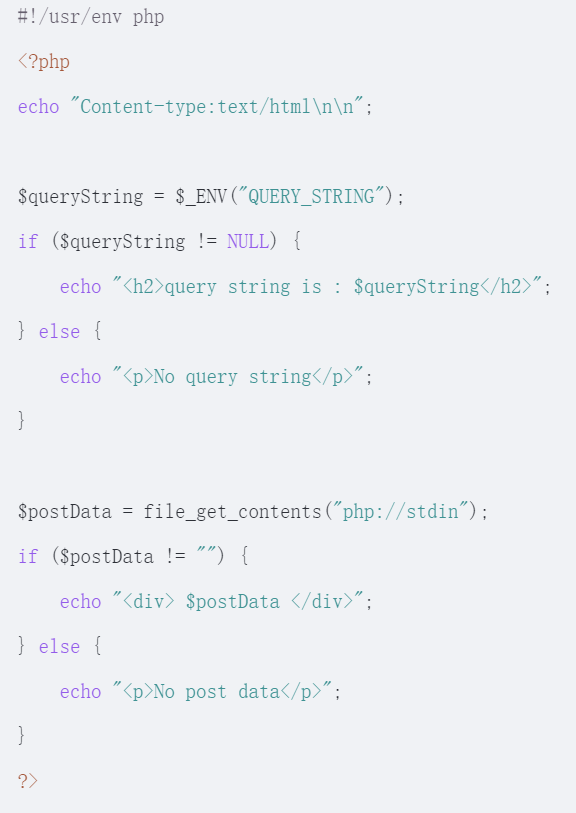 #!/usr/env php
<?php
echo "Content-type:text/html\n\n";
$queryString = $_ENV("QUERY_STRING");
if ($queryString != NULL) {
    echo "<h2>query string is : $queryString</h2>";
} else {
    echo "<p>No query string</p>";
}
$postData = file_get_contents("php://stdin");
if ($postData != "") {
    echo "<div> $postData </div>";
} else {
    echo "<p>No post data</p>";
}
?>